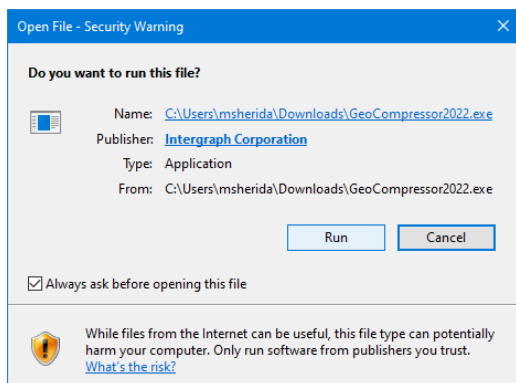 Open File - Security Warning
Do you want to run this file?
Name: C:\Users\msherida\Downloads\GeoCompressor2022.exe
Publisher: Intergraph Corporation
Type: Application
From: C:\Users\msherida\Downloads\GeoCompressor2022.exe
Run Cancel
Always ask before opening this file
While files from the Internet can be useful, this file type can potentially
harm your computer. Only run software from publishers you trust.
What's the risk?